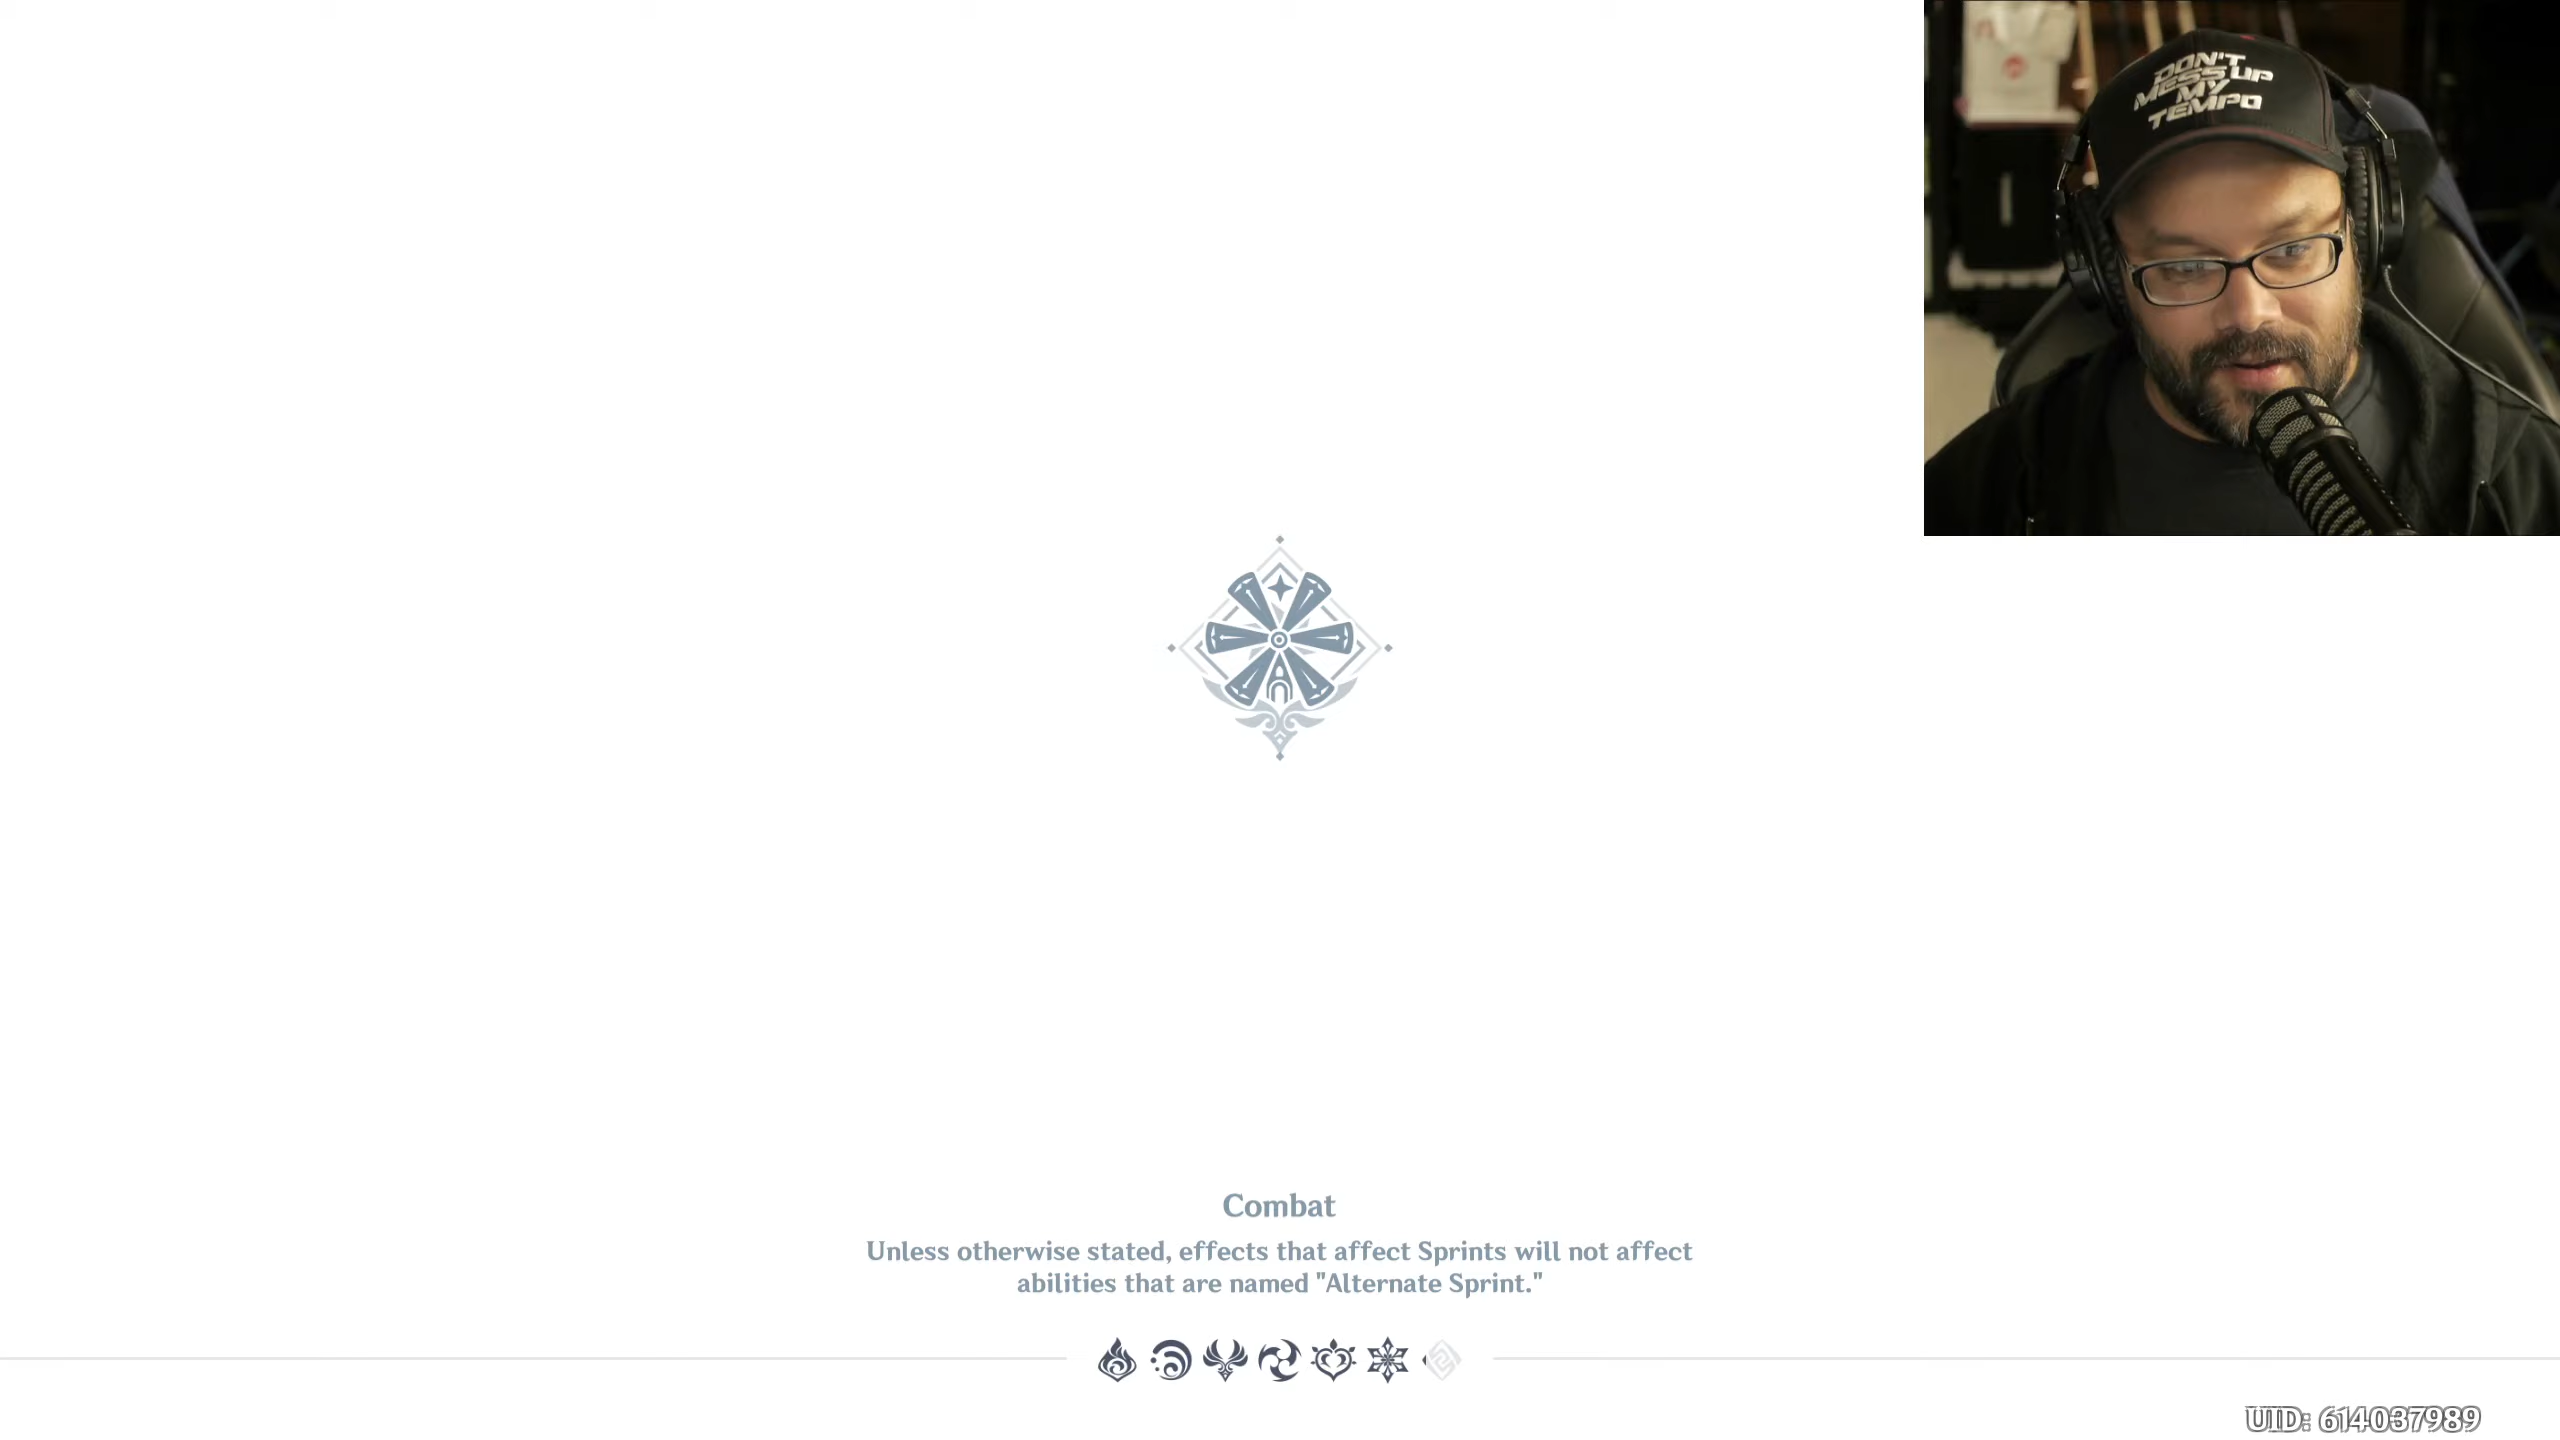 DON'T
MESS UP
MY
TEMPO
Combat
Unless otherwise stated, effects that affect Sprints will not affect
abilities that are named "Alternate Sprint."
UID: 614037989